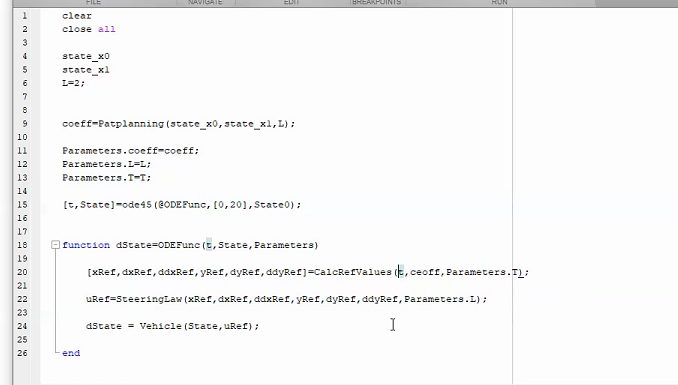 FILE NAVIGATE EDIT BREAKPOINTS RUN
1 clear
2 close all
3
4 state_x0
5 state_x1
6 L=2;
7
8
9 coeff=Patplanning(state_x0,state_x1,L);
10
11 Parameters.coeff=coeff;
12 Parameters.L=L;
13 Parameters.T=T;
14
15 [t,State]=ode45(@ODEFunc,[0,20],State0);
16
17
18 function dState=ODEFunc(t,State,Parameters)
19
20 [xRef,dxRef,ddxRef,yRef,dyRef,ddyRef]=CalcRefValues(t,ceoff,Parameters.T);
21
22 uRef=SteeringLaw(xRef,dxRef,ddxRef,yRef,dyRef,ddyRef,Parameters.L);
23
24 dState = Vehicle(State,uRef);
25
26 end